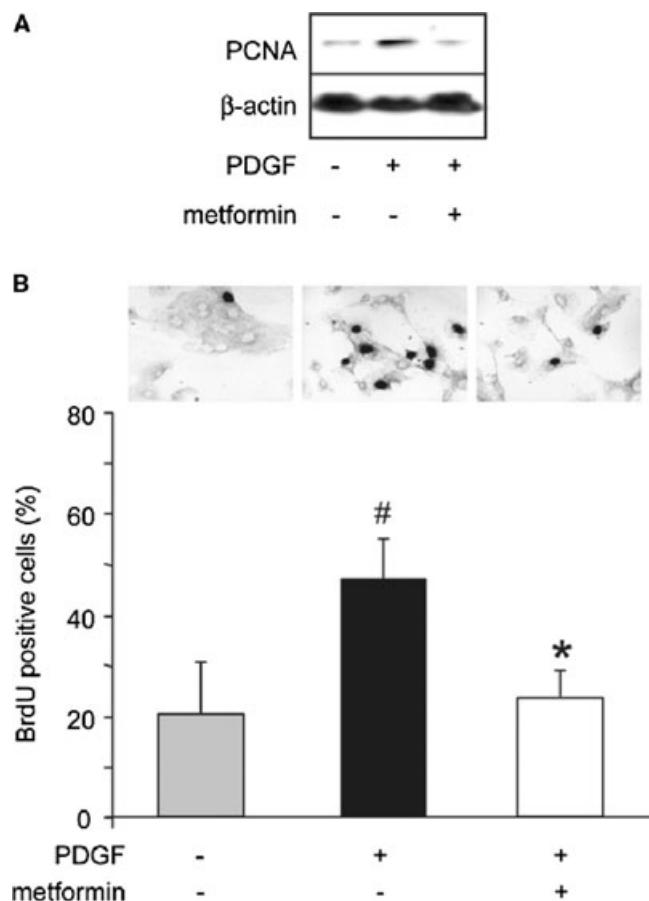 A
PCNA
β-actin
PDGF - + +
metformin - - +
B
80
60
40
20
0
BrdU positive cells (%)
#
*
PDGF - + +
metformin - - +